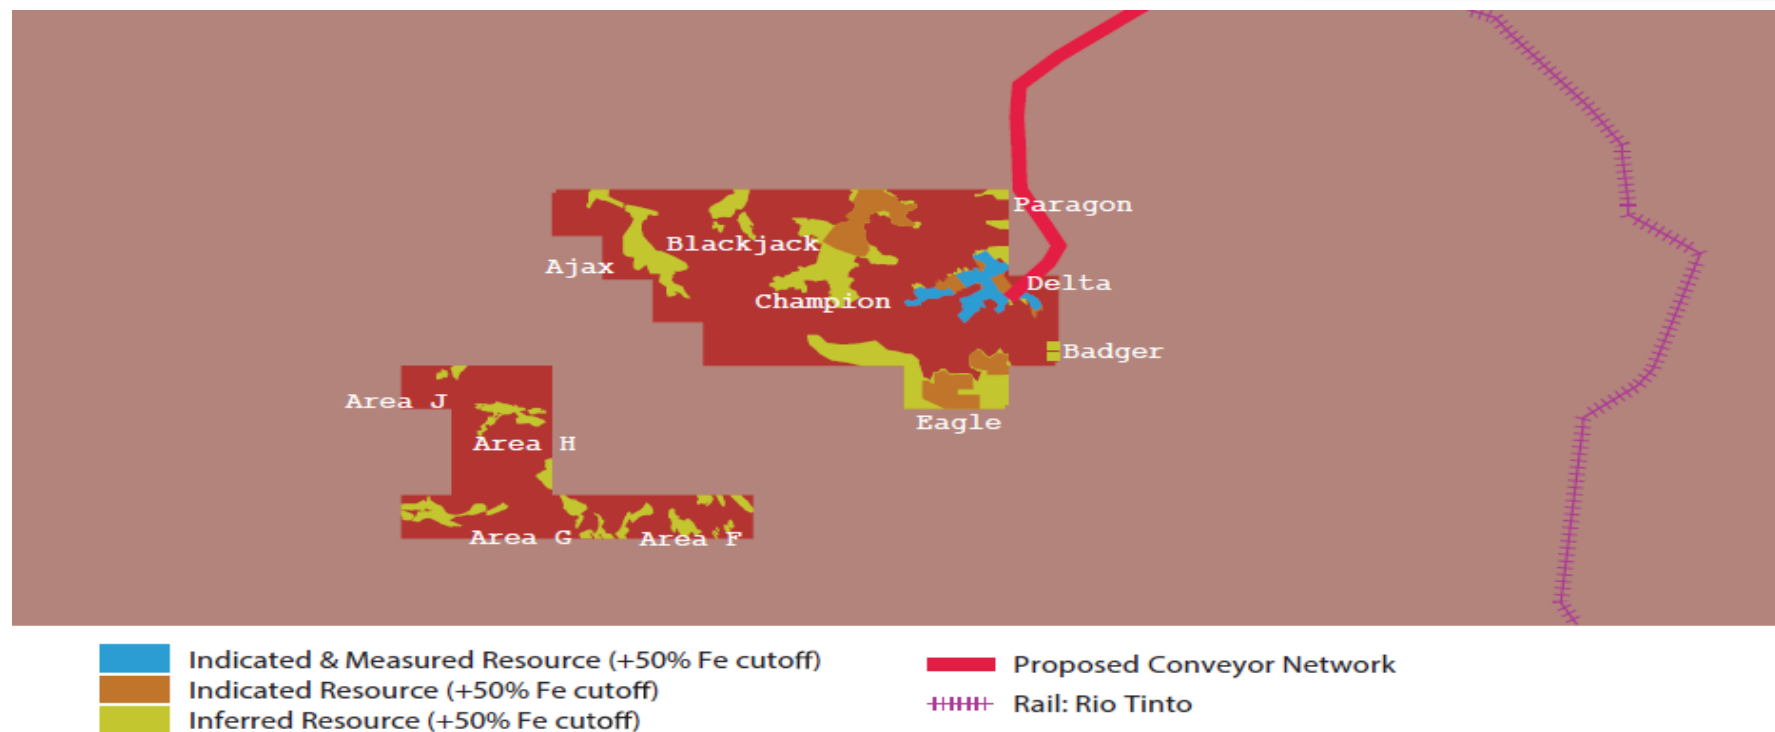 Paragon
Blackjack
Ajax
Delta
Champion
Badger
Area J
Eagle
Area H
Area G
Area F
Indicated & Measured Resource (+50% Fe cutoff)
Indicated Resource (+50% Fe cutoff)
Inferred Resource (+50% Fe cutoff)
Proposed Conveyor Network
Rail: Rio Tinto